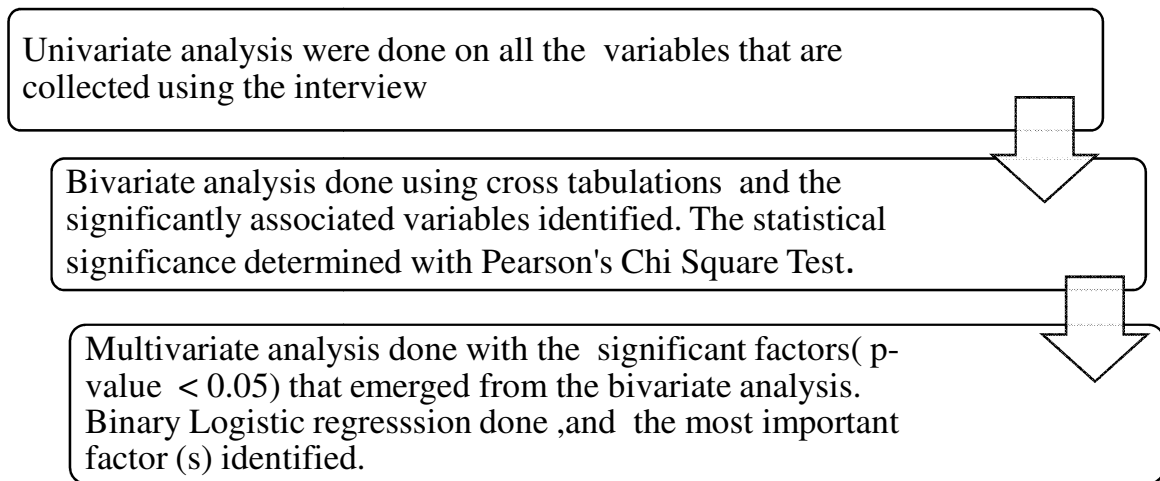 Univariate analysis were done on all the variables that are
collected using the interview
Bivariate analysis done using cross tabulations and the
significantly associated variables identified. The statistical
significance determined with Pearson's Chi Square Test.
Multivariate analysis done with the significant factors( p-
value < 0.05) that emerged from the bivariate analysis.
Binary Logistic regresssion done ,and the most important
factor (s) identified.